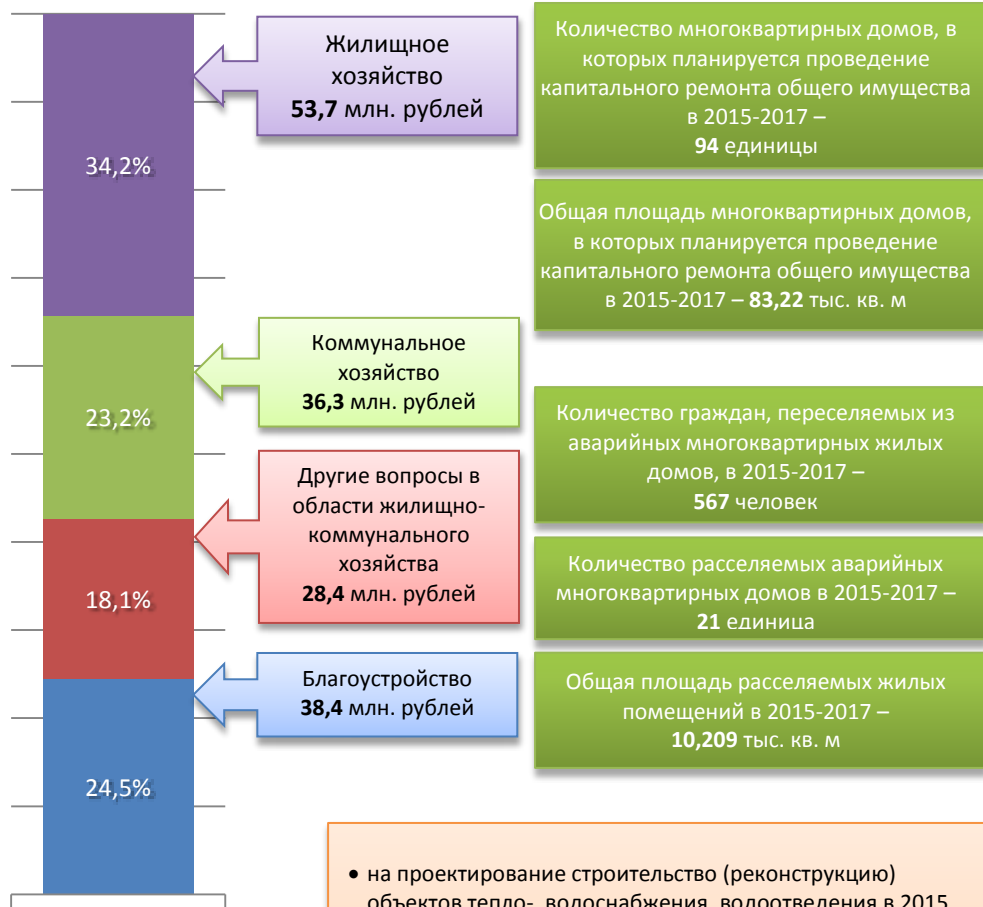 34,2%
23,2%
18,1%
24,5%
Жилищное
хозяйство
53,7 млн. рублей
Коммунальное
хозяйство
36,3 млн. рублей
Другие вопросы в
области жилищно-
коммунального
хозяйства
28,4 млн. рублей
Благоустройство
38,4 млн. рублей
Количество многоквартирных домов, в
которых планируется проведение
капитального ремонта общего имущества
в 2015-2017 –
94 единицы
Общая площадь многоквартирных домов,
в которых планируется проведение
капитального ремонта общего имущества
в 2015-2017 – 83,22 тыс. кв. м
Количество граждан, переселяемых из
аварийных многоквартирных жилых
домов, в 2015-2017 –
567 человек
Количество расселяемых аварийных
многоквартирных домов в 2015-2017 –
21 единица
Общая площадь расселяемых жилых
помещений в 2015-2017 –
10,209 тыс. кв. м
• на проектирование строительство (реконструкцию)
объектов тепло-, водоснабжения, водоотведения в 2015